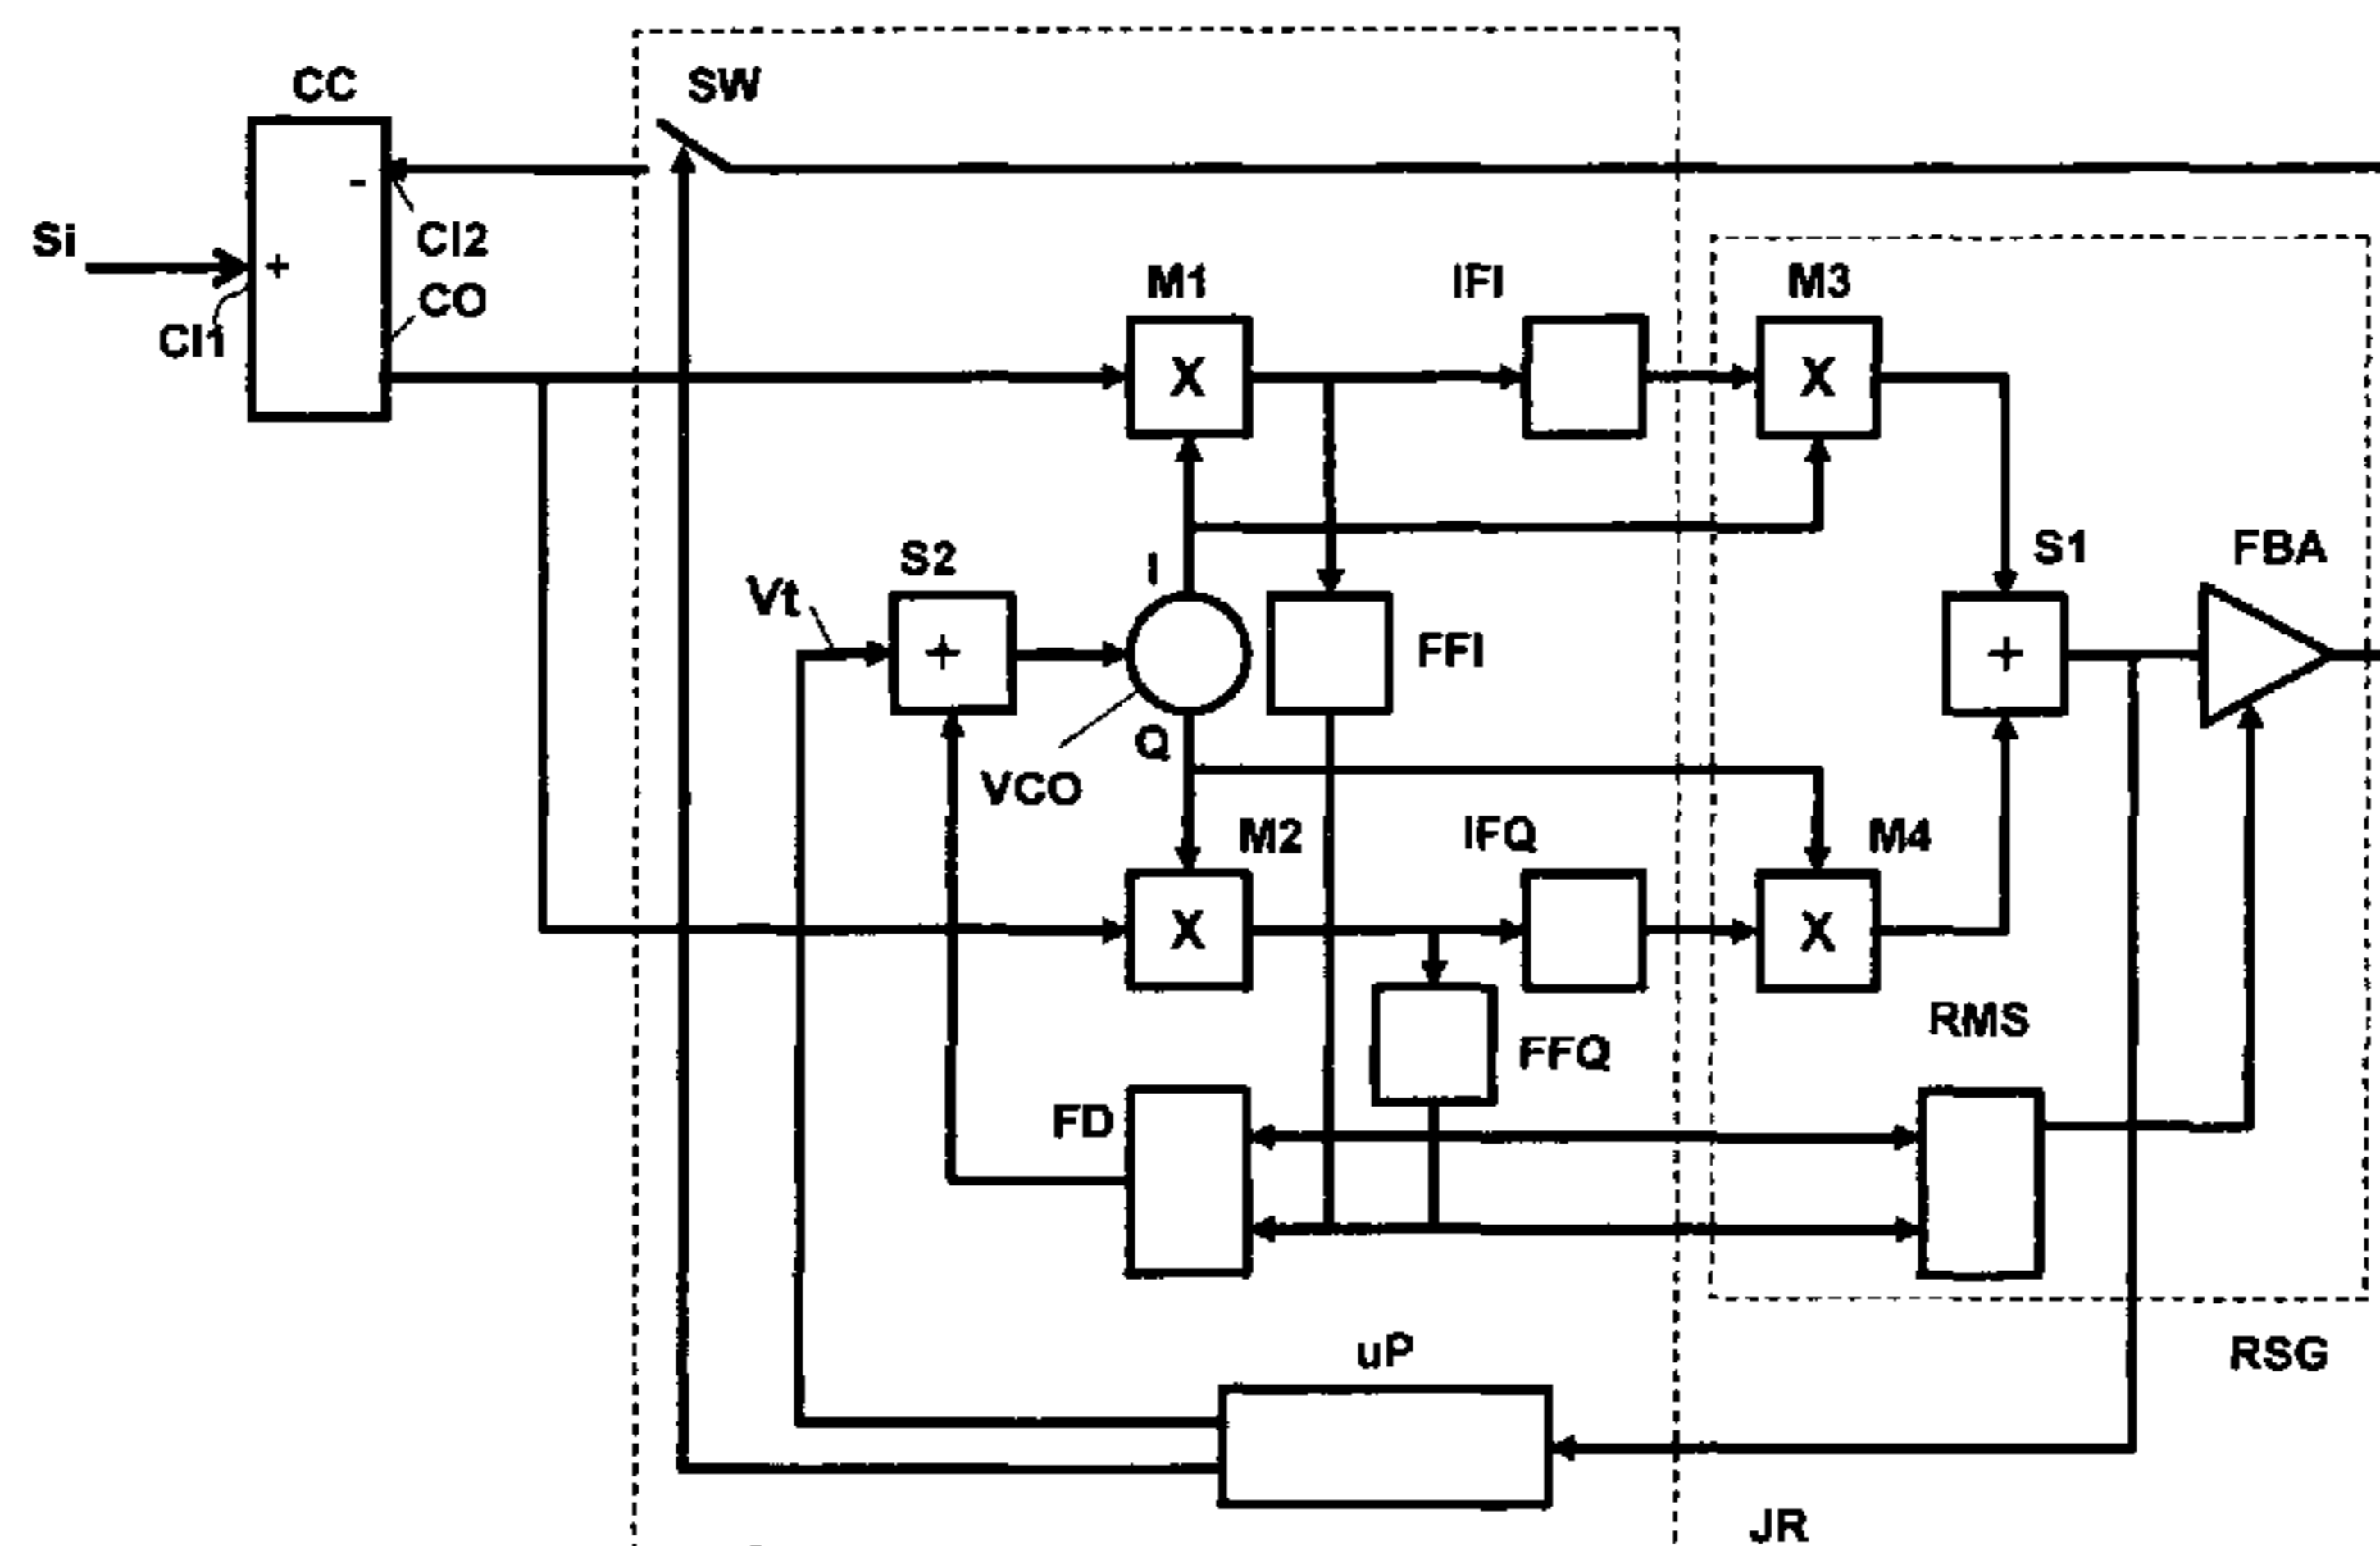 CC
SW
-
CI2
Si
+
CO
CI1
M1
IFI
M3
X
X
I
S2
S1
FBA
Vt
+
FFI
+
Q
VCO
M2
IFQ
M4
X
X
RMS
FFQ
FD
uP
RSG
JR